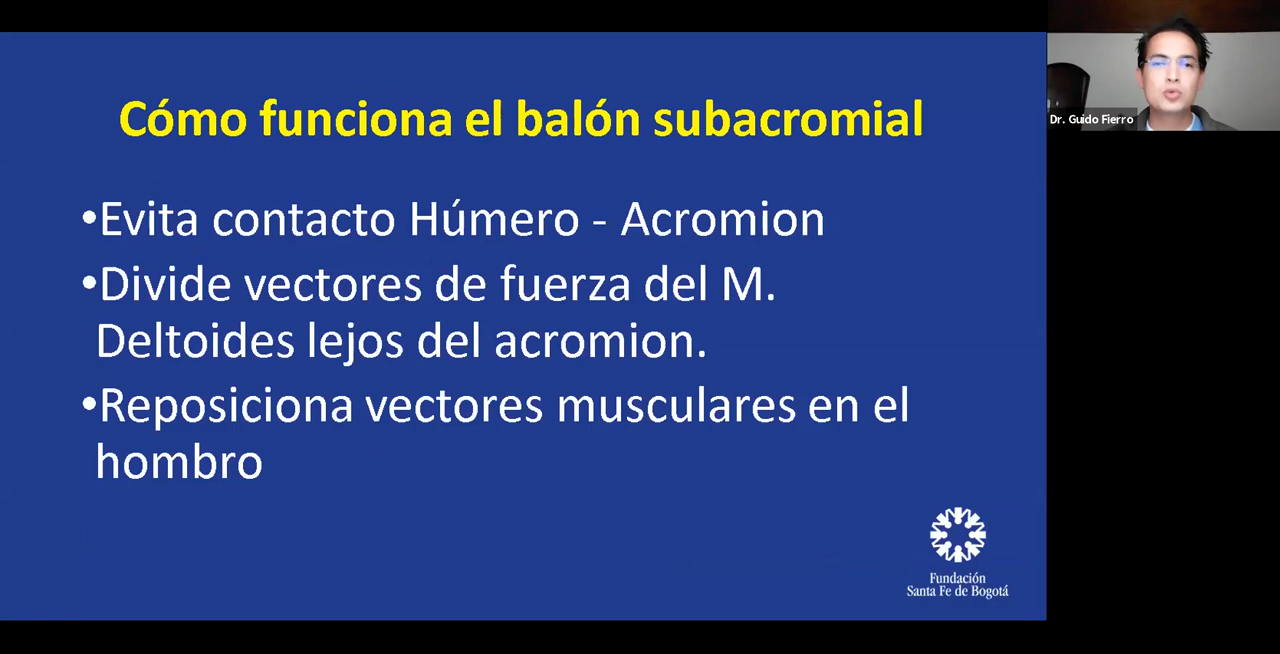 Cómo funciona el balón subacromial
•Evita contacto Húmero - Acromion
•Divide vectores de fuerza del M.
Deltoides lejos del acromion.
•Reposiciona vectores musculares en el
hombro
Fundación
Santa Fe de Bogotá
Dr. Guido Fierro